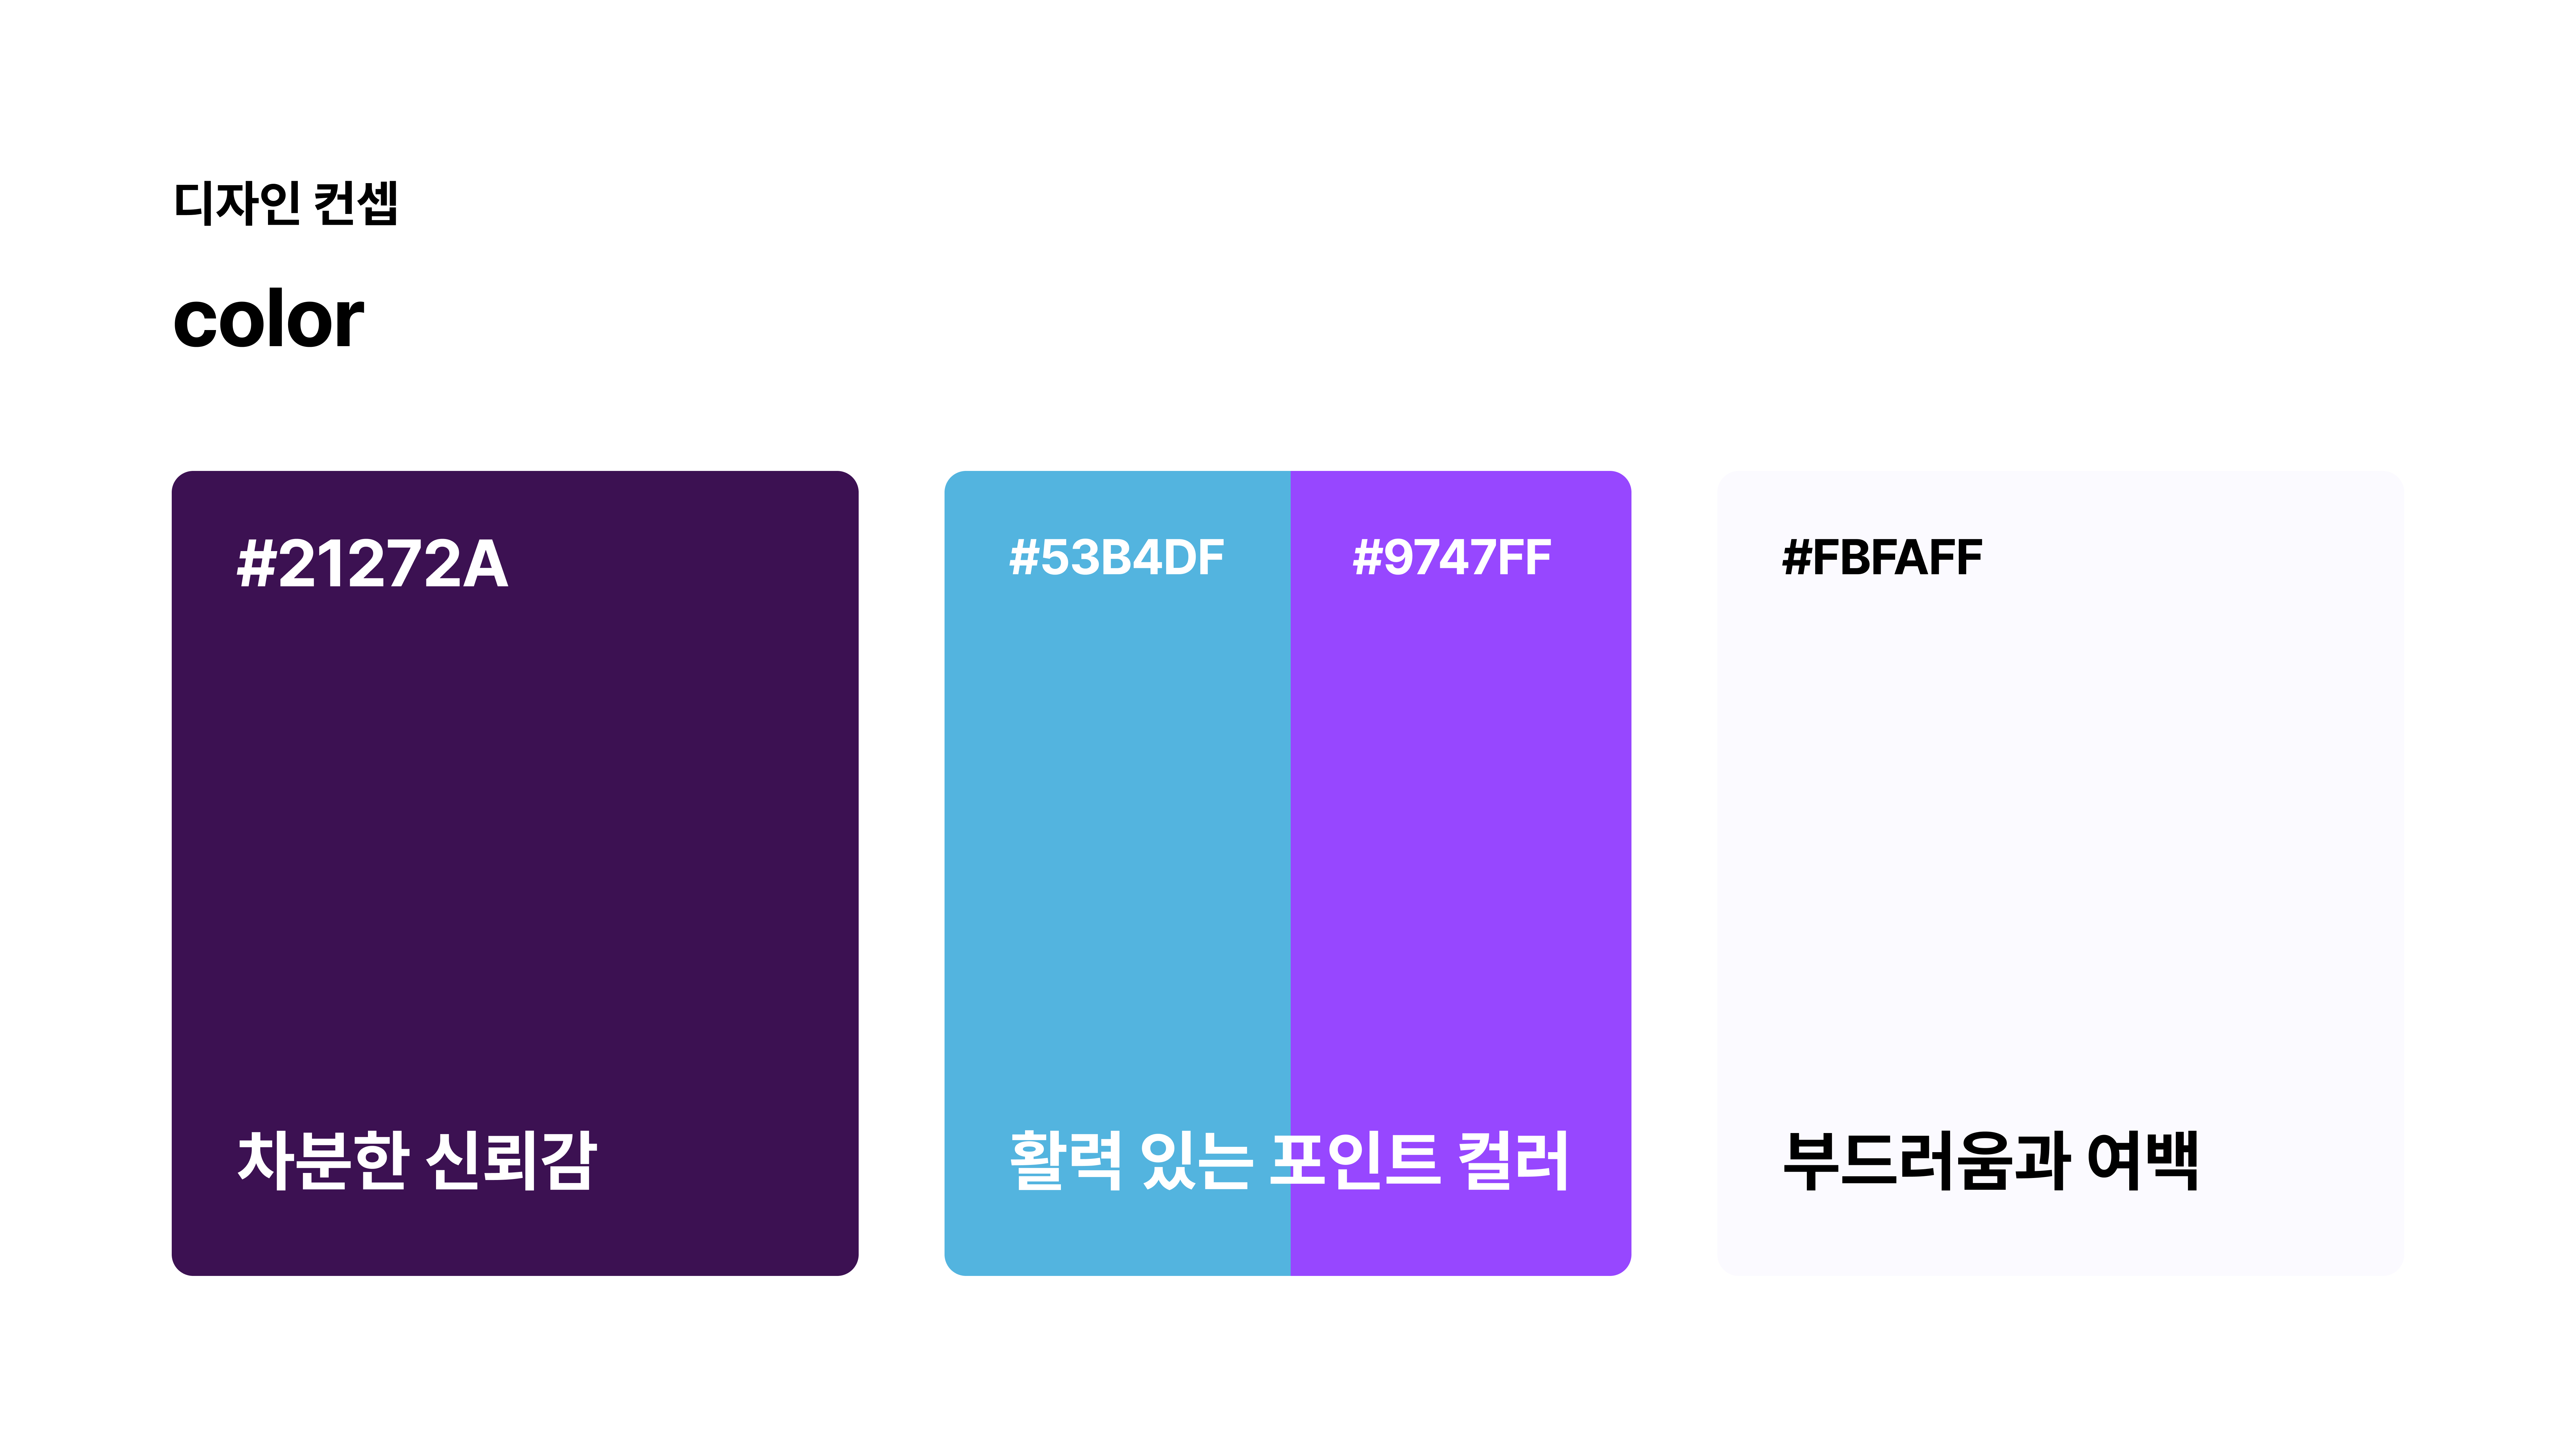 디자인 컨셉
color
#21272A
차분한 신뢰감
#53B4DF
#9747FF
활력 있는 포인트 컬러
#FBFAFF
부드러움과 여백